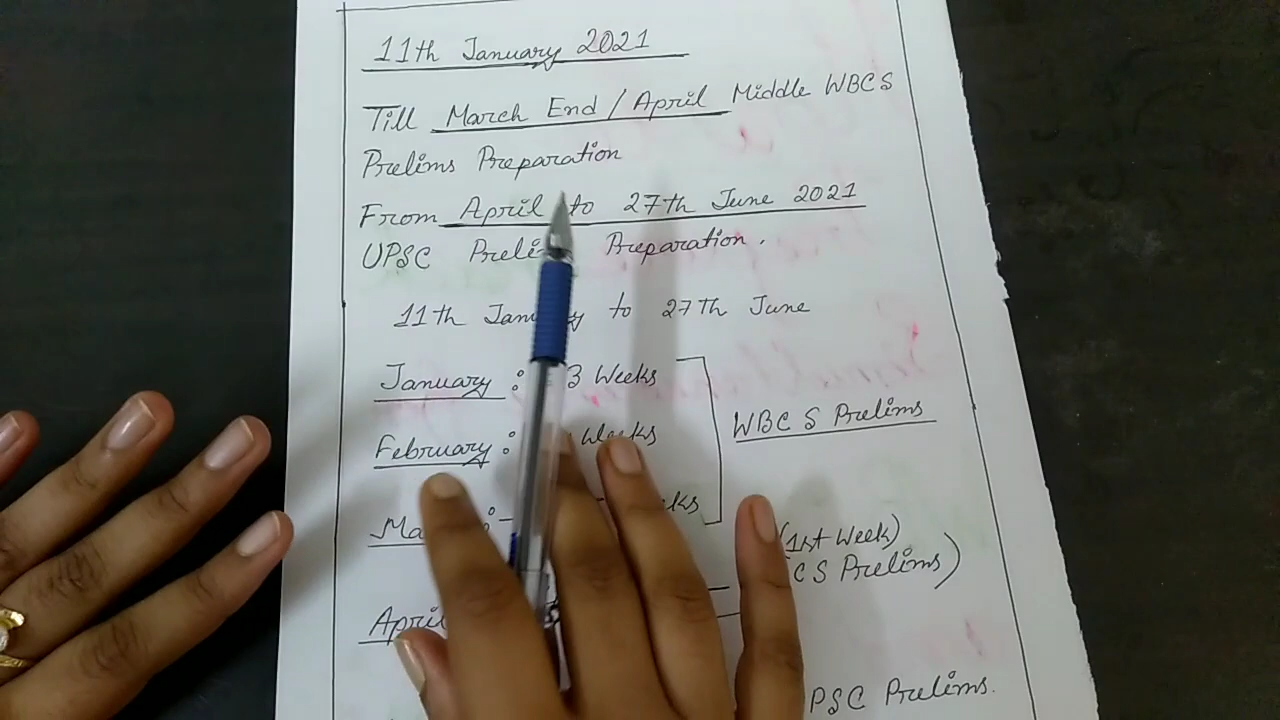 11th January 2021
Till March End / April Middle WBCS
Prelims Preparation
From April to 27th June 2021
UPSC Preparation.
11th to 27Th June
January : 3 Weeks
February : Weeks
WBCS Prelims
(1st Week)
Prelims)
April
Prelims.